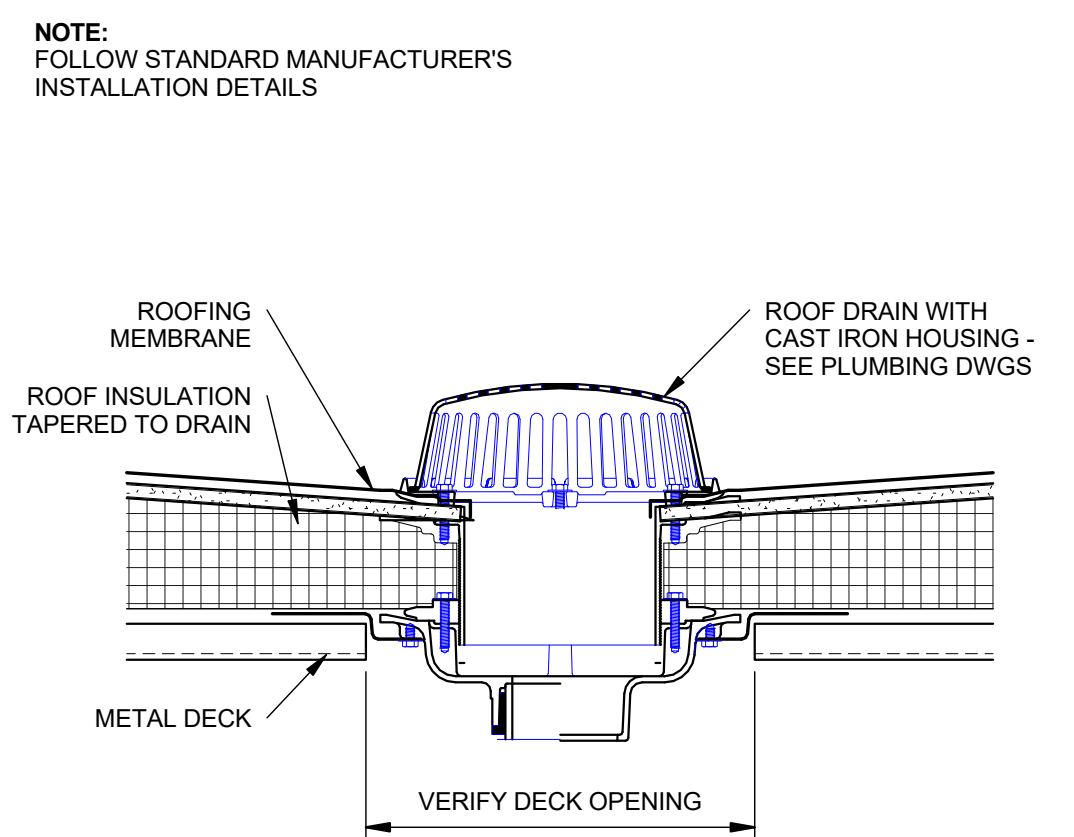 NOTE:
FOLLOW STANDARD MANUFACTURER'S
INSTALLATION DETAILS
ROOFING
MEMBRANE
ROOF DRAIN WITH
CAST IRON HOUSING -
SEE PLUMBING DWGS
ROOF INSULATION
TAPERED TO DRAIN
METAL DECK
VERIFY DECK OPENING